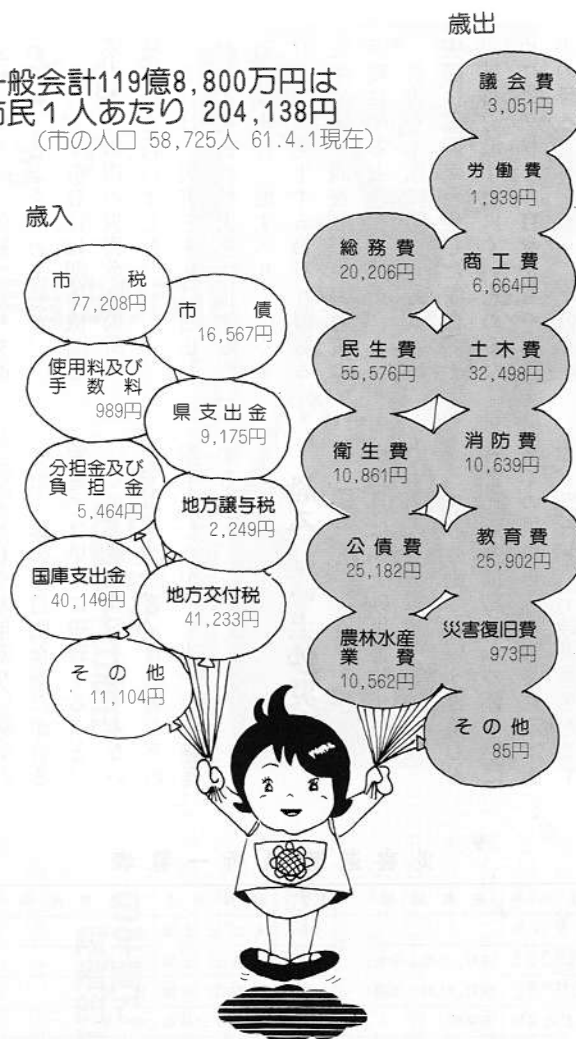 一般会計119億8,800万円は
市民1人あたり 204,138円
(市の人口 58,725人 61.4.1現在)
歳入
市税
77,208円
市債
16,567円
使用料及び
手数料
989円
県支出金
9,175円
分担金及び
負担金
5,464円
地方譲与税
2,249円
国庫支出金
40,149円
地方交付税
41,233円
その他
11,104円
歳出
議会費
3,051円
労働費
1,939円
総務費
20,206円
商工費
6,664円
民生費
55,576円
土木費
32,498円
衛生費
10,861円
消防費
10,639円
公債費
25,182円
教育費
25,902円
農林水産
業費
10,562円
災害復旧費
973円
その他
85円